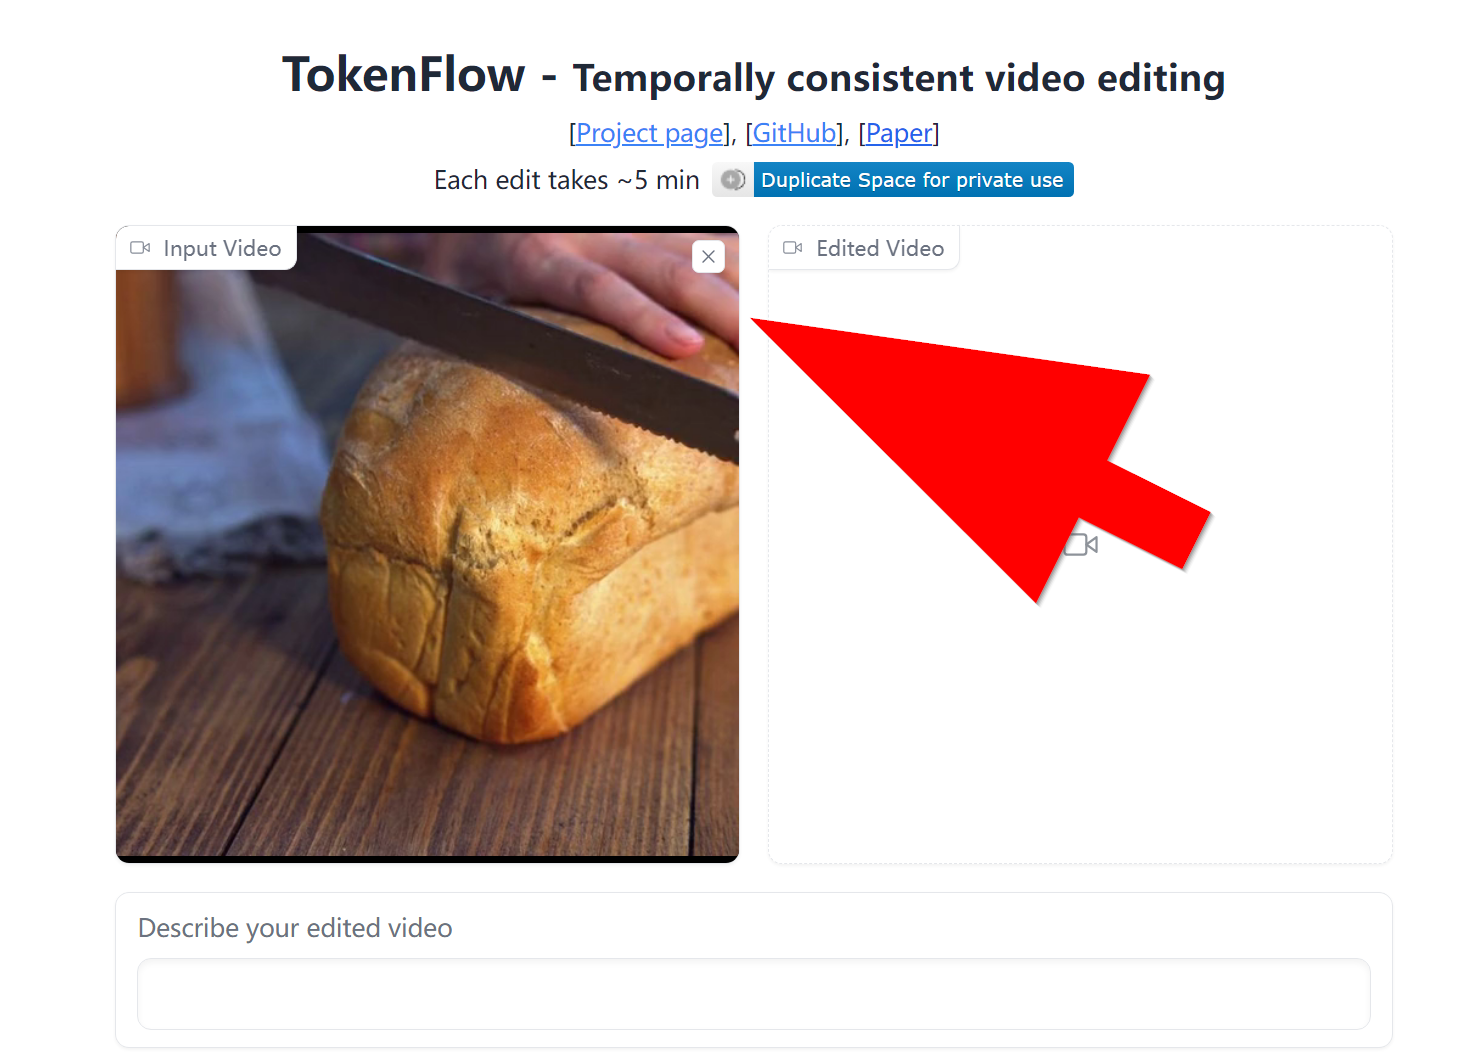 TokenFlow - Temporally consistent video editing
[Project page], [GitHub], [Paper]
Each edit takes ~5 min Duplicate Space for private use
Input Video
Edited Video
Describe your edited video